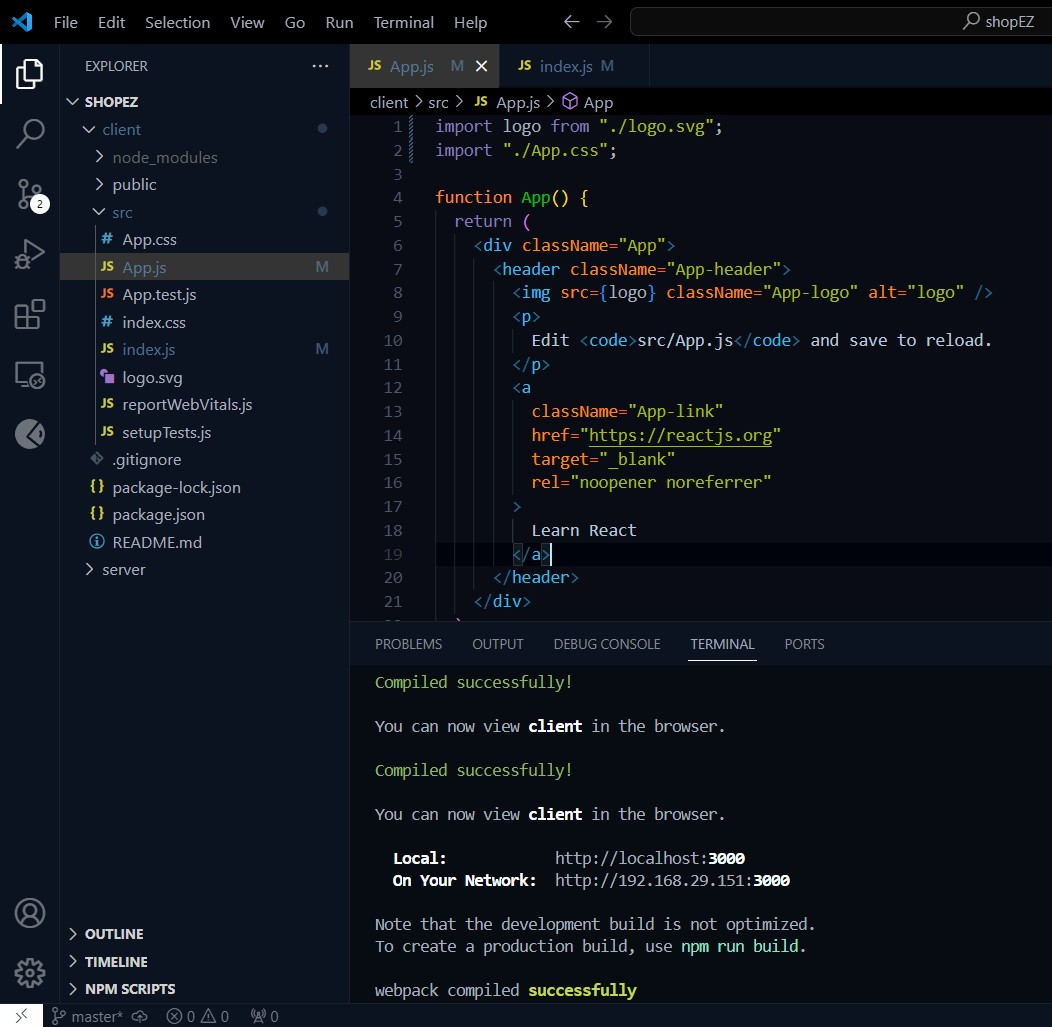 File Edit Selection View Go Run Terminal Help
shopEZ
EXPLORER
SHOPEZ
client
node_modules
public
src
# App.css
JS App.js M
JS App.test.js
# index.css
JS index.js M
logo.svg
JS reportWebVitals.js
JS setupTests.js
.gitignore
{} package-lock.json
{} package.json
README.md
server
2
OUTLINE
TIMELINE
NPM SCRIPTS
JS App.js M
JS index.js M
client > src > JS App.js > App
1 import logo from "./logo.svg";
2 import "./App.css";
3
4 function App() {
5 return (
6 <div className="App">
7 <header className="App-header">
8 <img src={logo} className="App-logo" alt="logo" />
9 <p>
10 Edit <code>src/App.js</code> and save to reload.
11 </p>
12 <a
13 className="App-link"
14 href="https://reactjs.org"
15 target="_blank"
16 rel="noopener noreferrer"
17 >
18 Learn React
19 </a>
20 </header>
21 </div>
PROBLEMS OUTPUT DEBUG CONSOLE TERMINAL PORTS
Compiled successfully!
You can now view client in the browser.
Compiled successfully!
You can now view client in the browser.
Local: http://localhost:3000
On Your Network: http://192.168.29.151:3000
Note that the development build is not optimized.
To create a production build, use npm run build.
webpack compiled successfully
master* 0 0 0